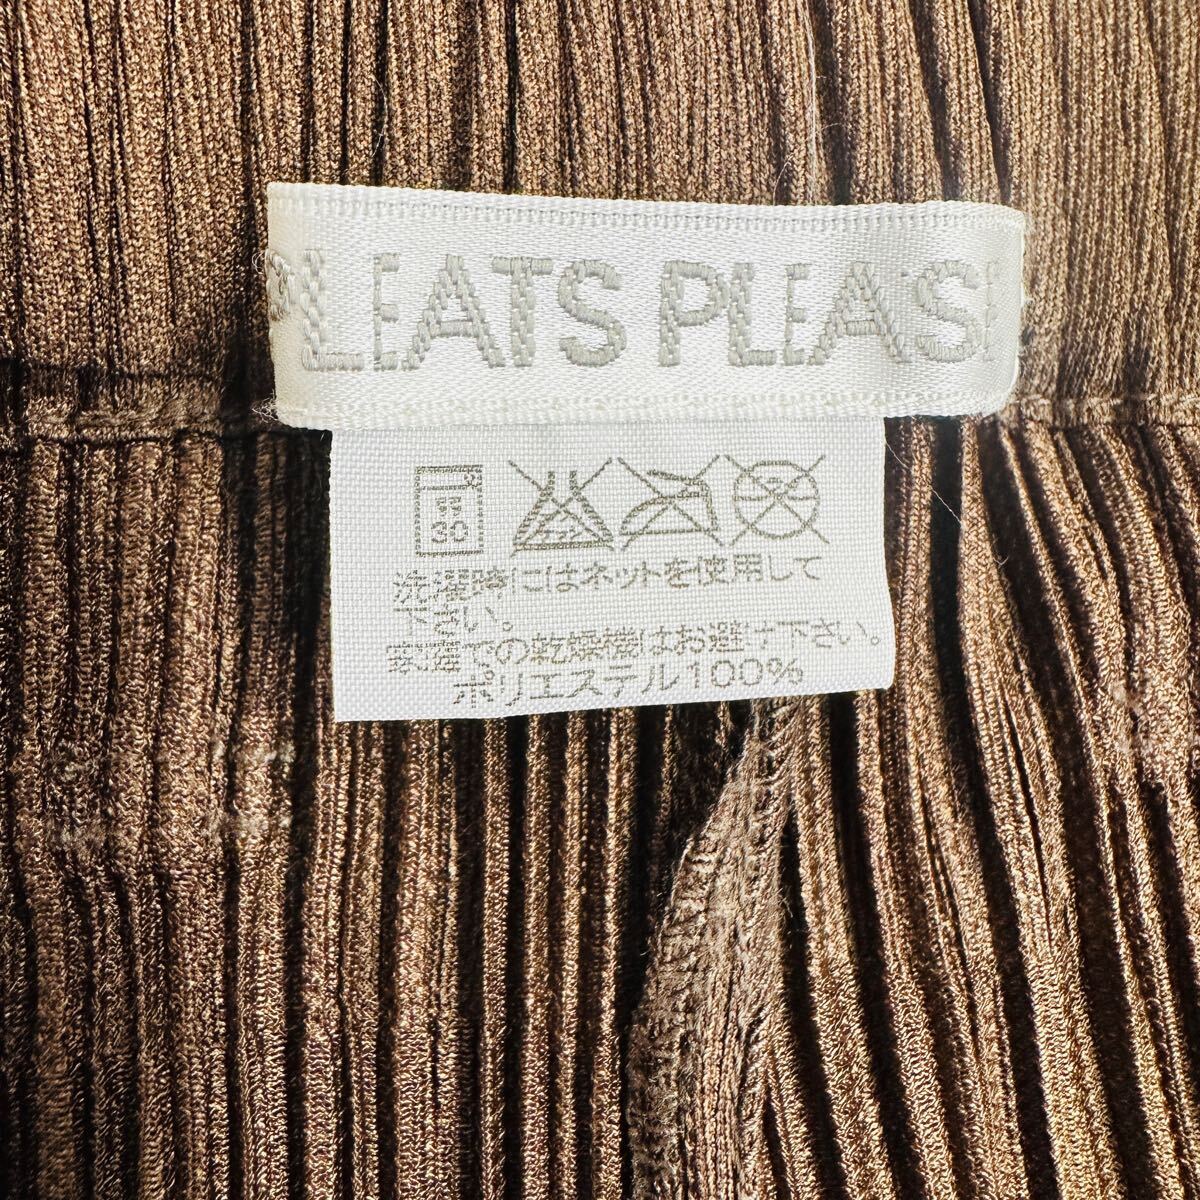 PLEATS PLEASE
W
30
洗濯時にはネットを使用して
下さい。
家庭での乾燥機はお避け下さい
ポリエステル100%